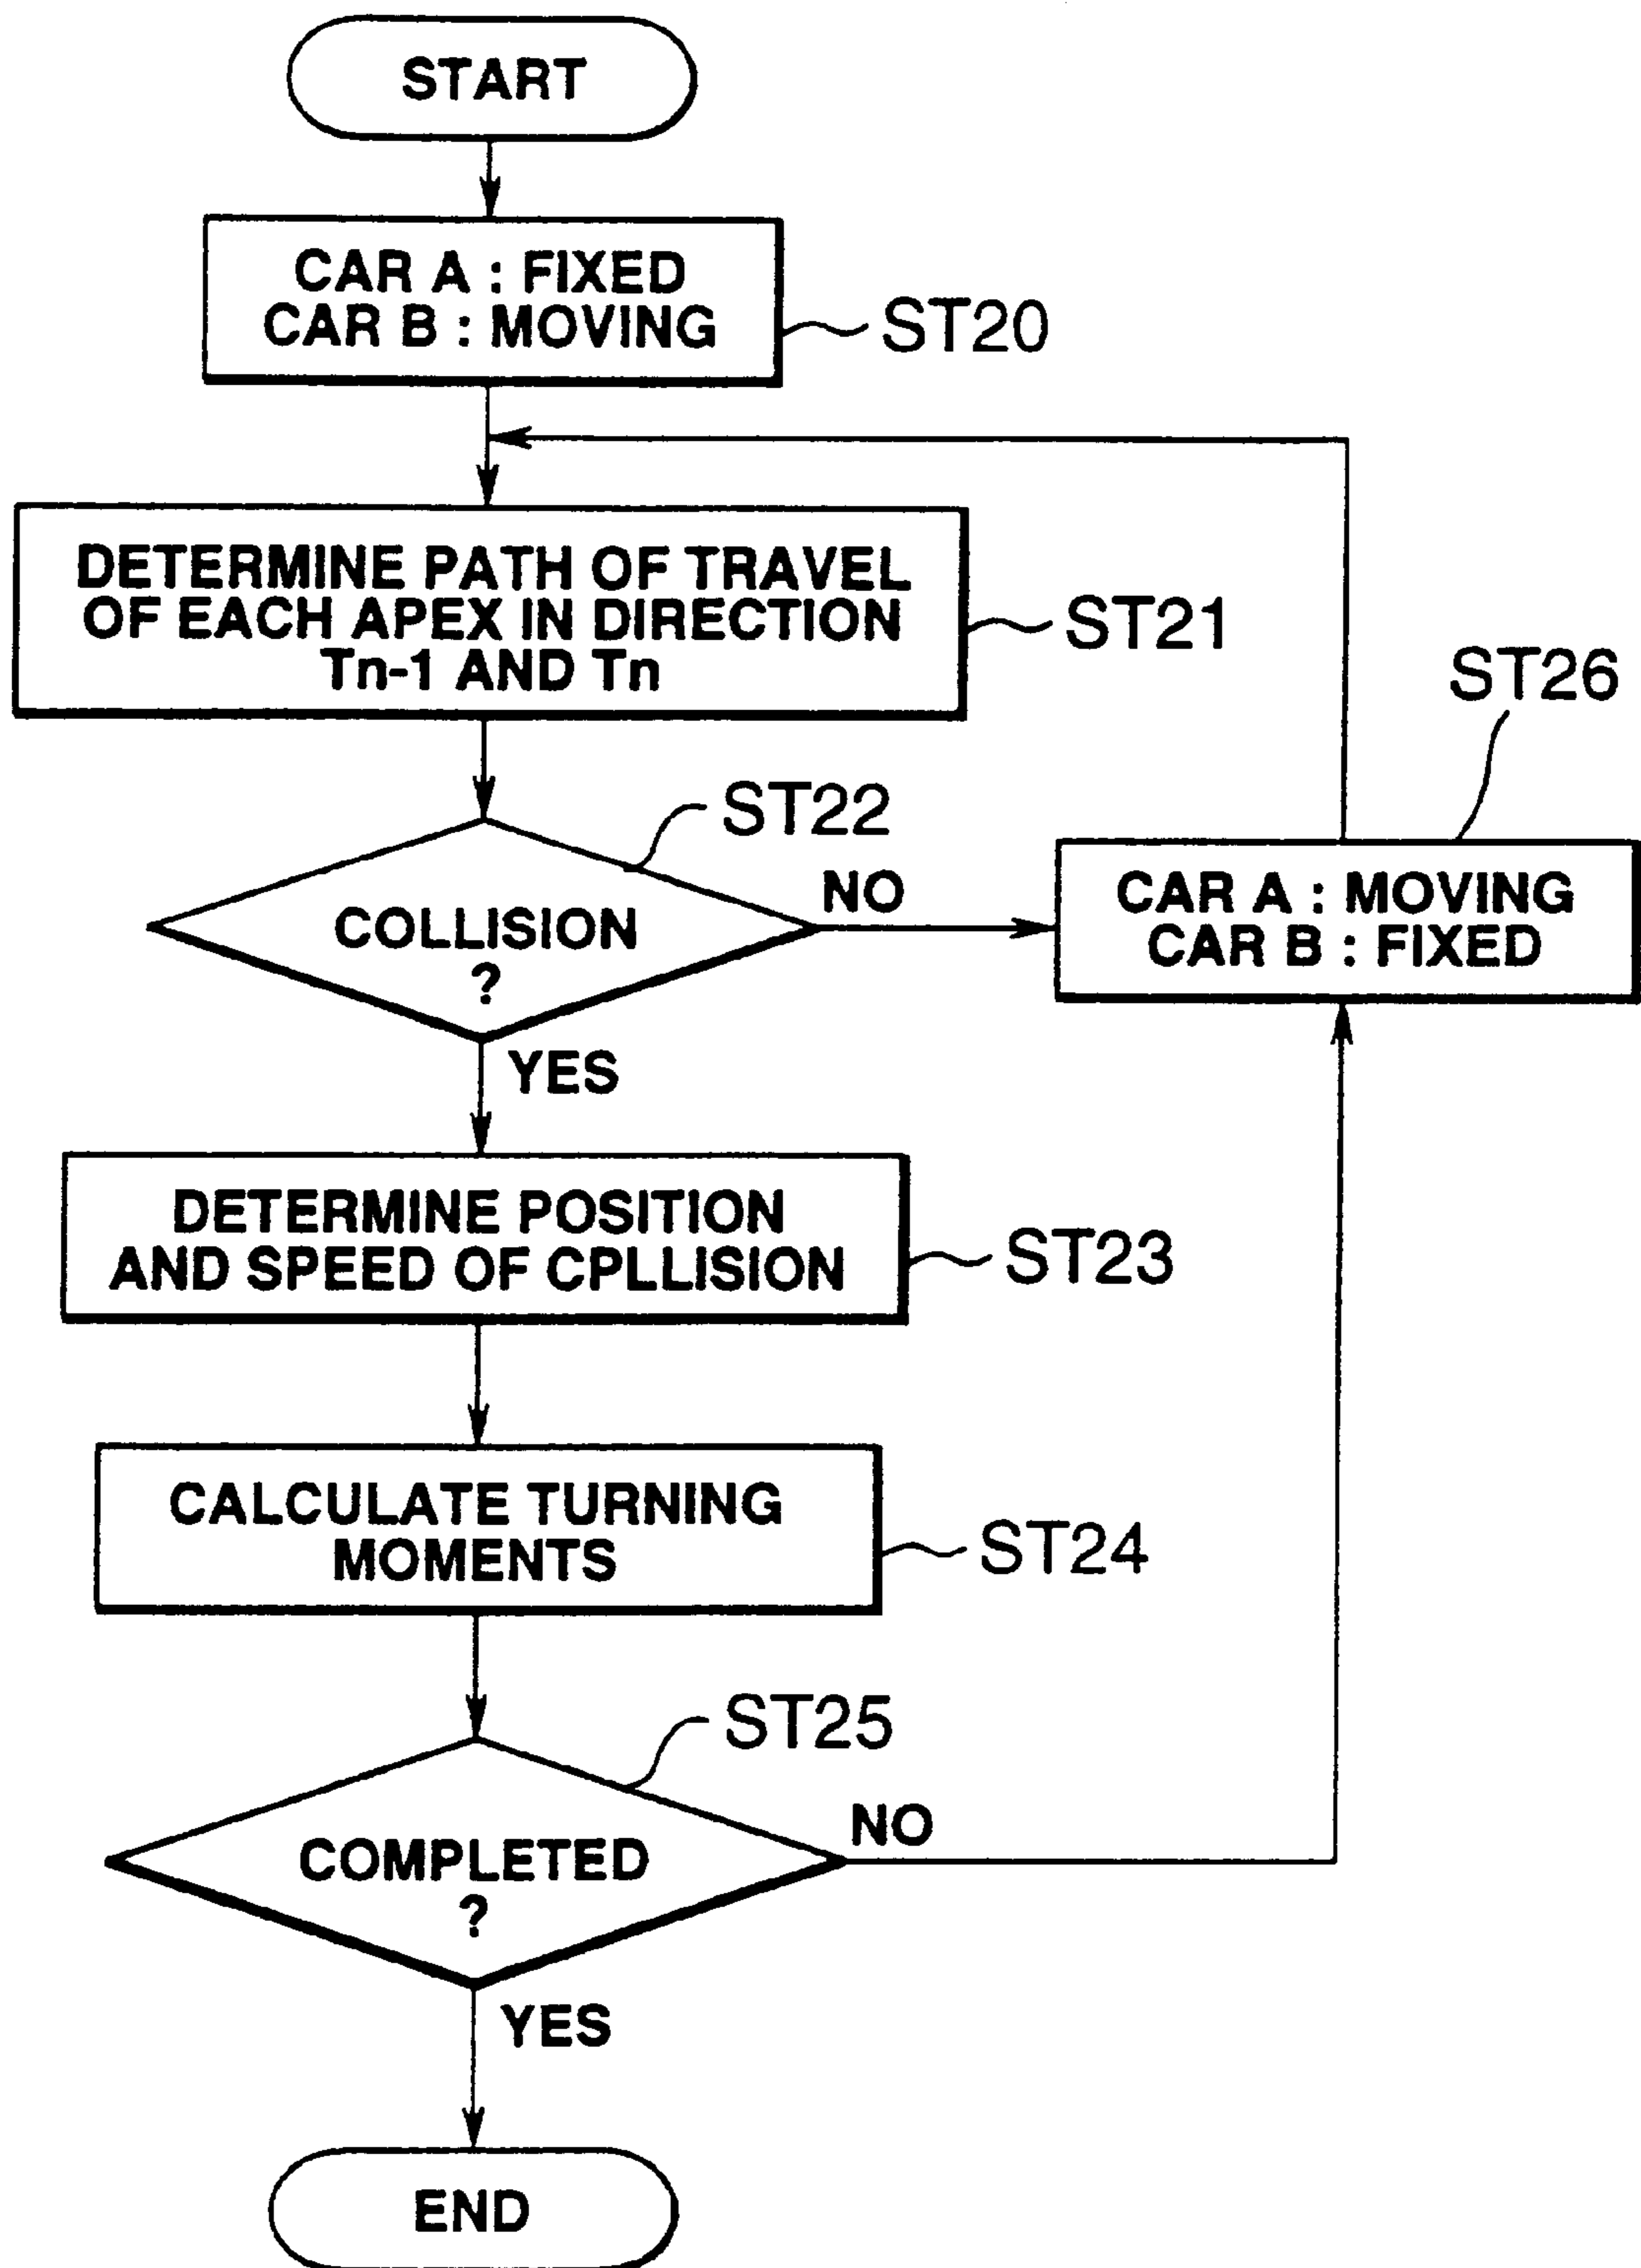 START
CAR A : FIXED
CAR B : MOVING
ST20
DETERMINE PATH OF TRAVEL
OF EACH APEX IN DIRECTION
Tn-1 AND Tn
ST21
ST22
COLLISION
?
NO
YES
ST26
CAR A : MOVING
CAR B : FIXED
DETERMINE POSITION
AND SPEED OF CPLLISION
ST23
CALCULATE TURNING
MOMENTS
ST24
ST25
COMPLETED
?
NO
YES
END